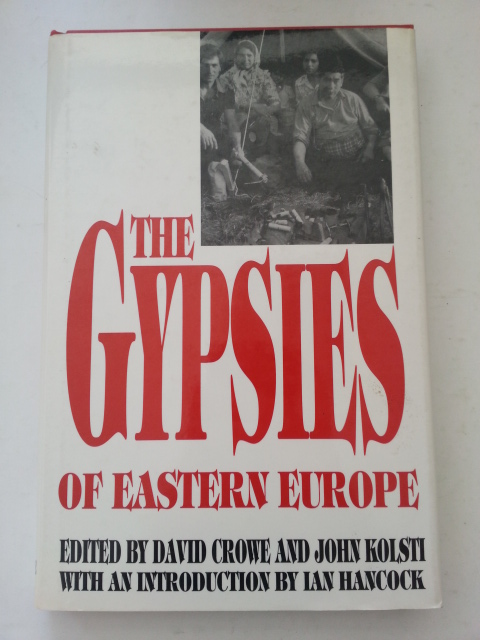 THE
GYPSIES
OF EASTERN EUROPE
EDITED BY DAVID CROWE AND JOHN KOLSTI
WITH AN INTRODUCTION BY IAN HANCOCK